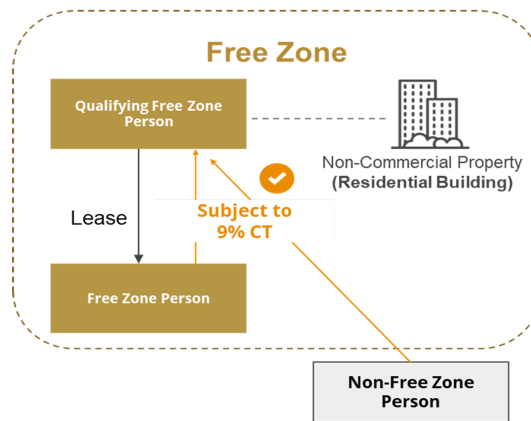 Free Zone
Qualifying Free Zone
Person
Non-Commercial Property
(Residential Building)
Lease
Subject to
9% CT
Free Zone Person
Non-Free Zone
Person